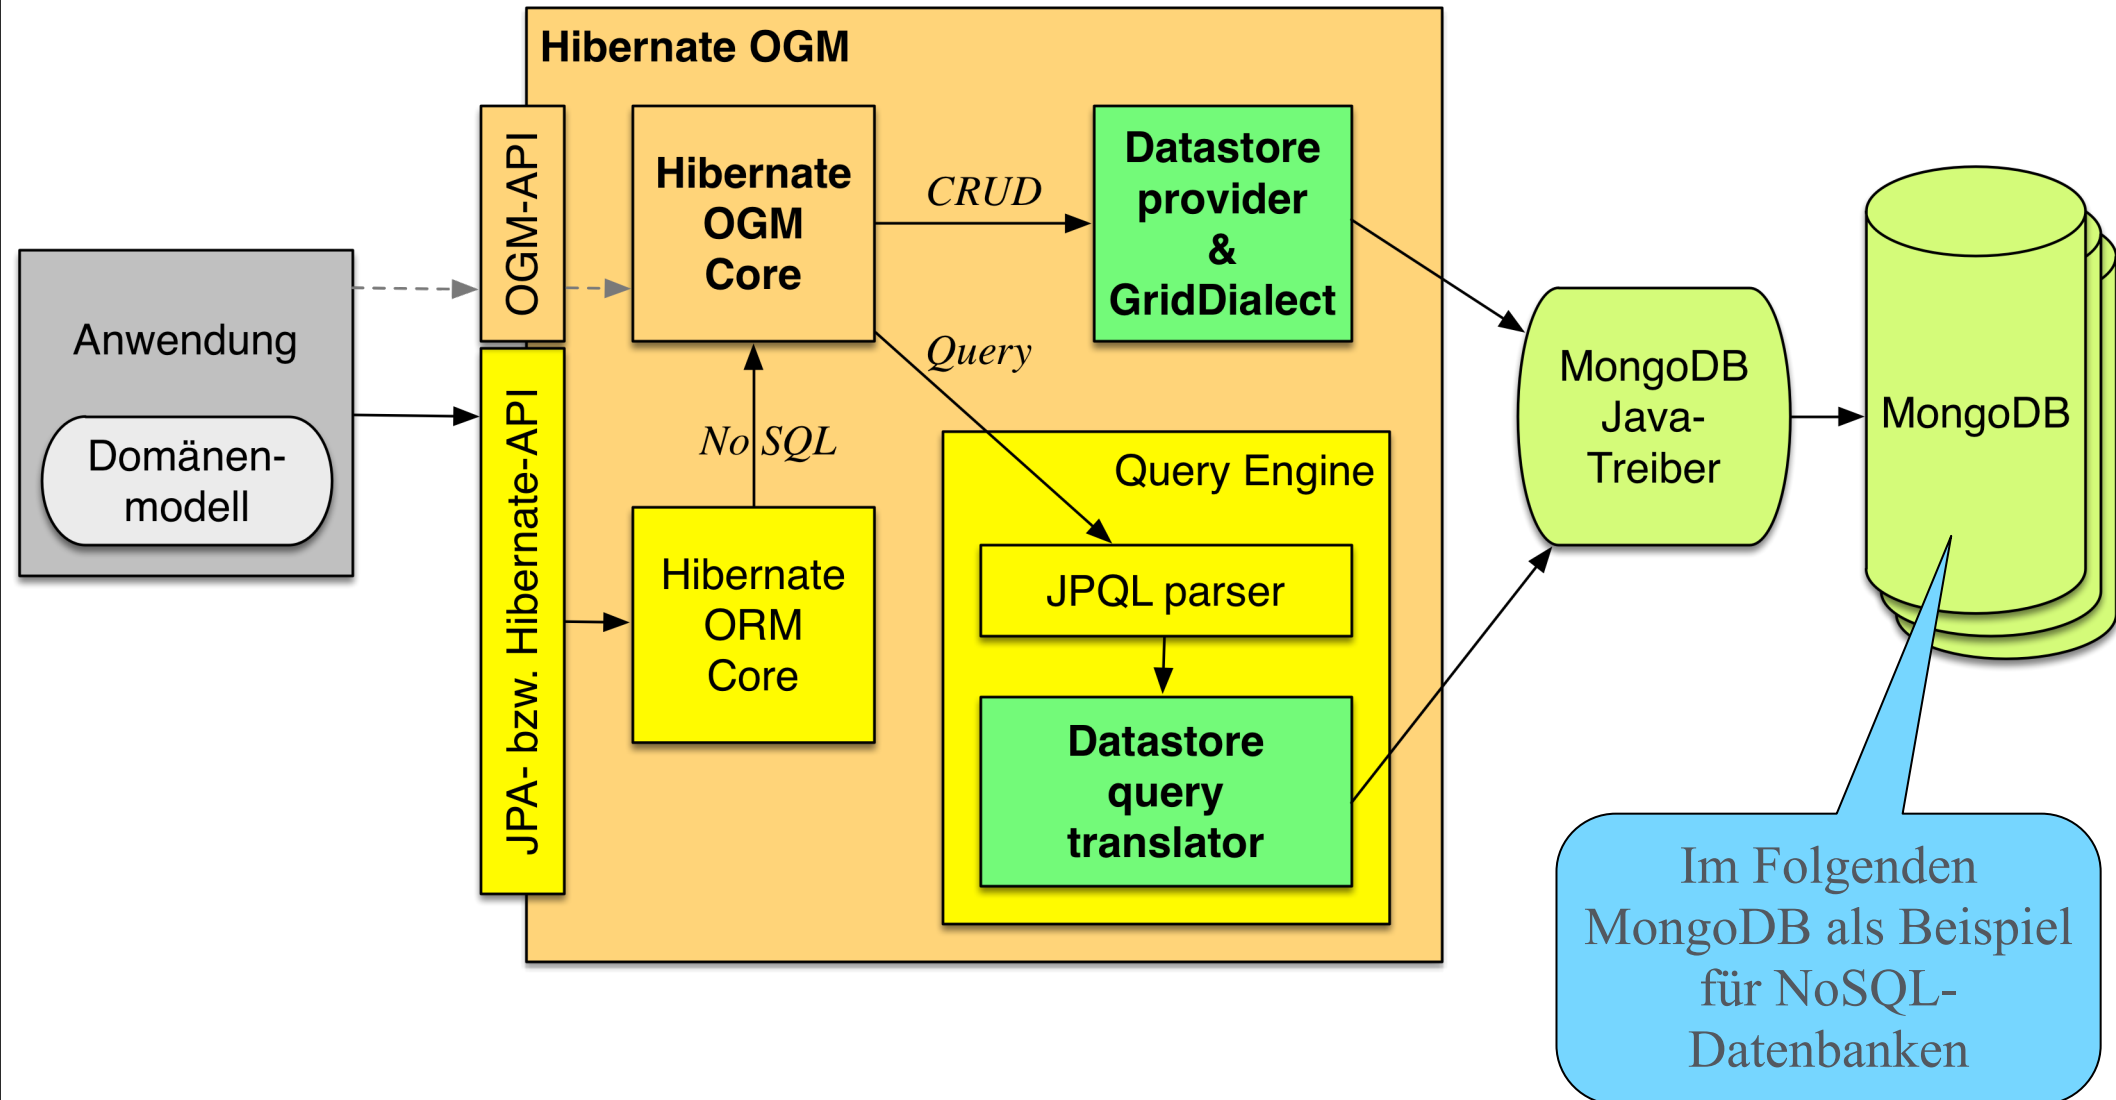 Hibernate OGM
OGM-API
Hibernate
OGM
Core
CRUD
Datastore
provider
&
GridDialect
Anwendung
Domänen-
modell
JPA- bzw. Hibernate-API
No SQL
Query
Hibernate
ORM
Core
Query Engine
JPQL parser
Datastore
query
translator
MongoDB
Java-
Treiber
MongoDB
Im Folgenden
MongoDB als Beispiel
für NoSQL-
Datenbanken